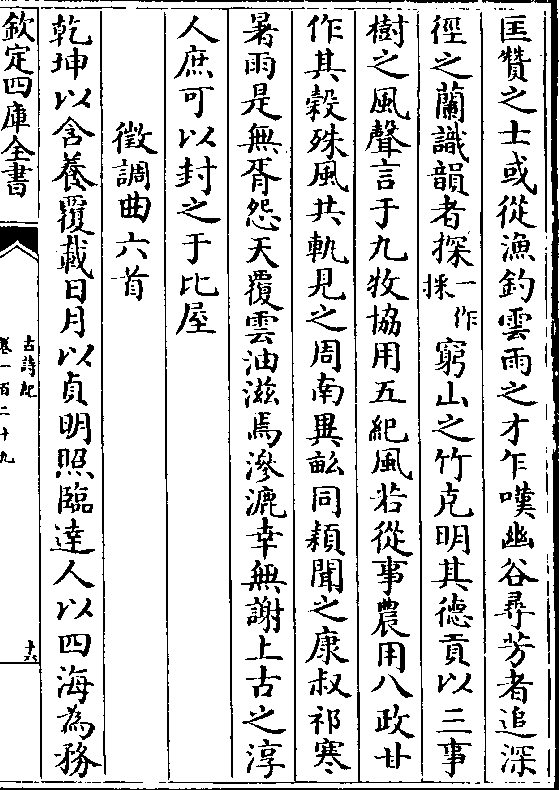 匡贊之士或從漁釣雲雨之才乍嘆幽谷尋芳者追深
徑之蘭識韻者探一作採窮山之竹克明其德貢以三事
樹之風聲言于九牧協用五紀風若從事農用八政甘
作其穀殊風共軌見之周南異畝同穎聞之康叔祁寒
暑雨是無胥怨天覆雲油滋焉滲漉幸無謝上古之淳
人庶可以封之于比屋
徵調曲六首
乾坤以含養覆載日月以貞明照臨達人以四海為務
欽定四庫全書
古詩紀
卷一百二十九
十六